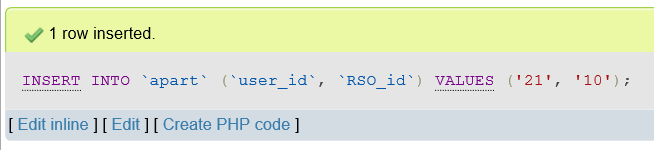 1 row inserted.
INSERT INTO `apart` (`user_id`, `RSO_id`) VALUES ('21', '10');
[ Edit inline ] [ Edit ] [ Create PHP code ]